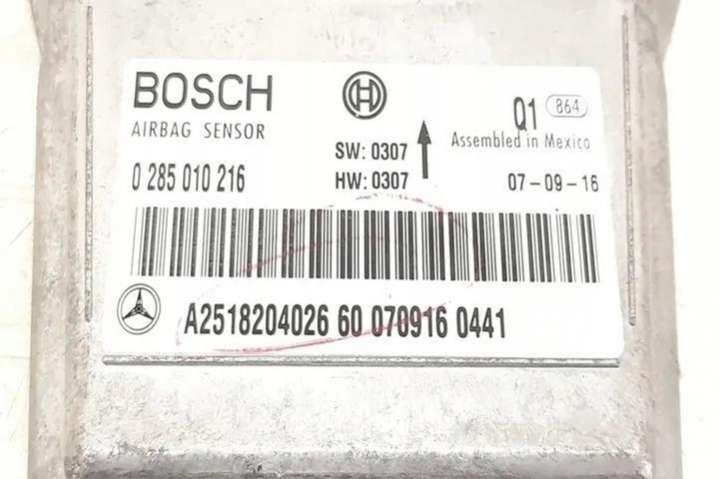 BOSCH
AIRBAG SENSOR
0 285 010 216
SW: 0307
HW: 0307
Q1 864
Assembled in Mexico
07-09-16
A2518204026 60 070916 0441